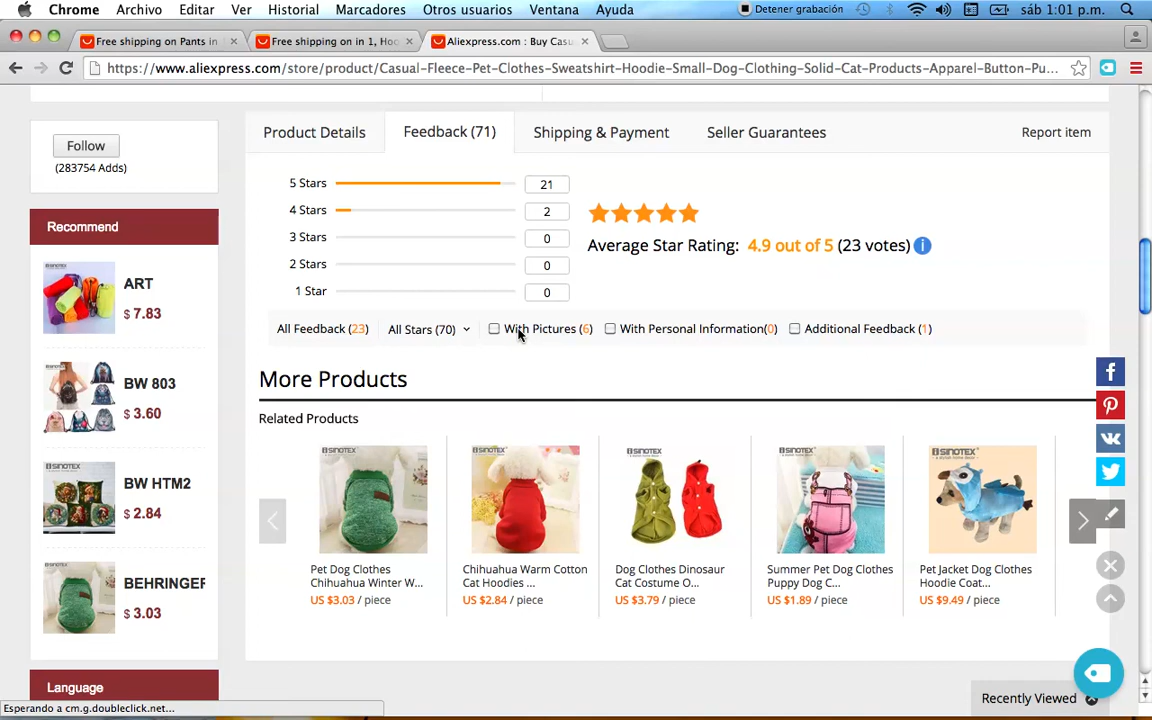 Chrome Archivo Editar Ver Historial Marcadores Otros usuarios Ventana Ayuda Detener grabación sáb 1:01 p.m.
Free shipping on Pants in Free shipping on in 1, Hoo Aliexpress.com : Buy Casu
https://www.aliexpress.com/store/product/Casual-Fleece-Pet-Clothes-Sweatshirt-Hoodie-Small-Dog-Clothing-Solid-Cat-Products-Apparel-Button-Pu...
Follow
(283754 Adds)
Product Details Feedback (71) Shipping & Payment Seller Guarantees Report item
5 Stars 21
4 Stars 2
3 Stars 0
2 Stars 0
1 Star 0
Average Star Rating: 4.9 out of 5 (23 votes) i
All Feedback (23) All Stars (70) With Pictures (6) With Personal Information(0) Additional Feedback (1)
Recommend
ART
$ 7.83
BW 803
$ 3.60
BW HTM2
$ 2.84
BEHRINGER
$ 3.03
Language
More Products
Related Products
SINOTEX
SINOTEX
SINOTEX
SINOTEX
SINOTEX
Pet Dog Clothes
Chihuahua Winter W...
US $3.03 / piece
Chihuahua Warm Cotton
Cat Hoodies ...
US $2.84 / piece
Dog Clothes Dinosaur
Cat Costume O...
US $3.79 / piece
Summer Pet Dog Clothes
Puppy Dog C...
US $1.89 / piece
Pet Jacket Dog Clothes
Hoodie Coat...
US $9.49 / piece
Recently Viewed
Esperando a cm.g.doubleclick.net...